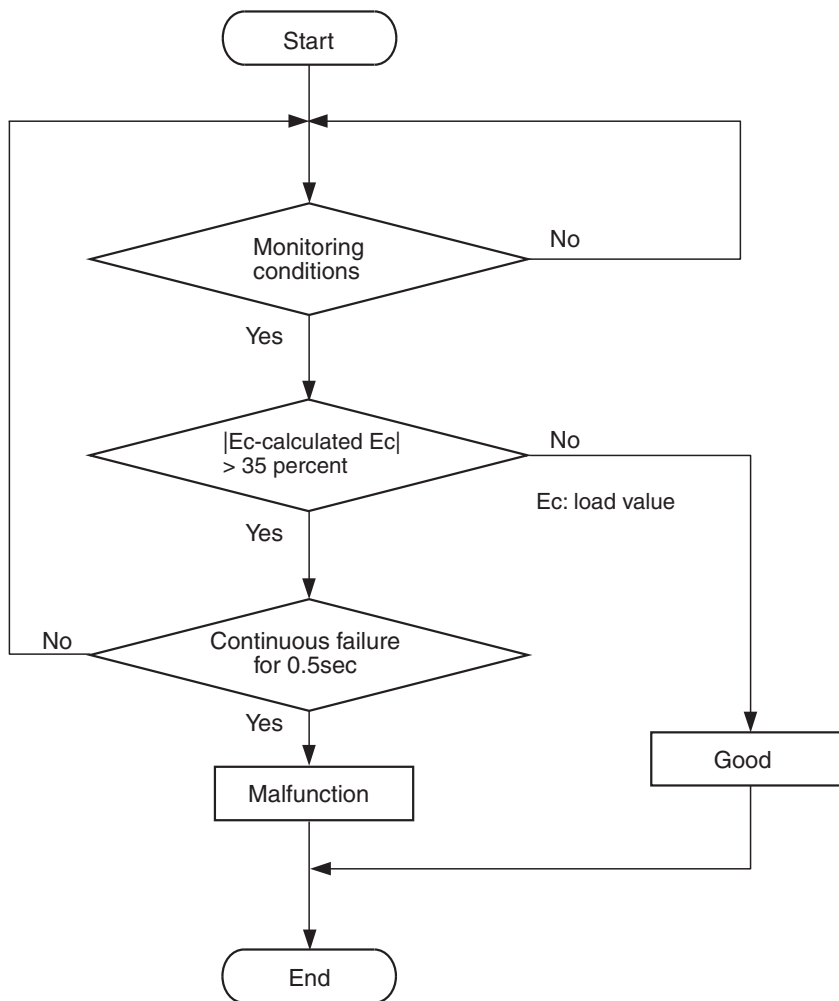 Start
Monitoring
conditions
No
Yes
|Ec-calculated Ec|
> 35 percent
No
Ec: load value
Yes
Continuous failure
for 0.5sec
No
Yes
Malfunction
Good
End